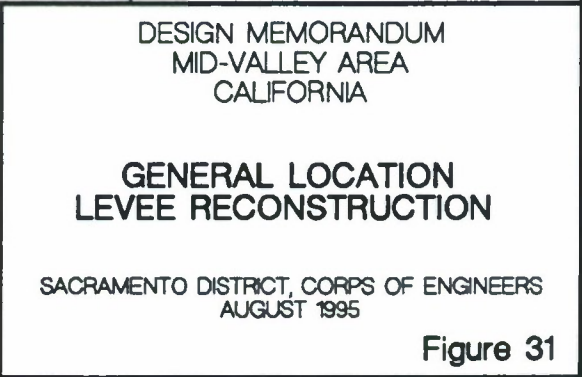 DESIGN MEMORANDUM
MID-VALLEY AREA
CALIFORNIA
GENERAL LOCATION
LEVEE RECONSTRUCTION
SACRAMENTO DISTRICT, CORPS OF ENGINEERS
AUGUST 1995
Figure 31